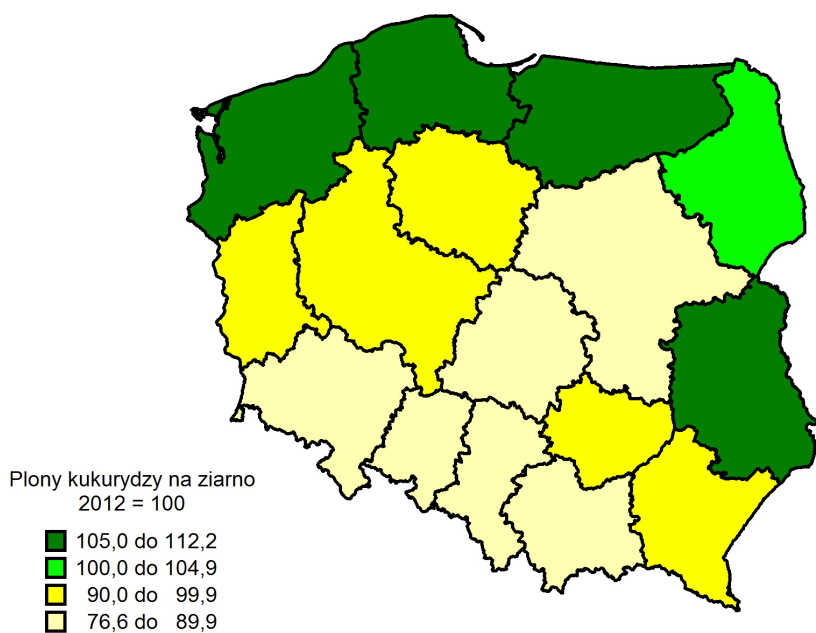 Plony kukurydzy na ziarno
2012 = 100
105,0 do 112,2
100,0 do 104,9
90,0 do 99,9
76,6 do 89,9